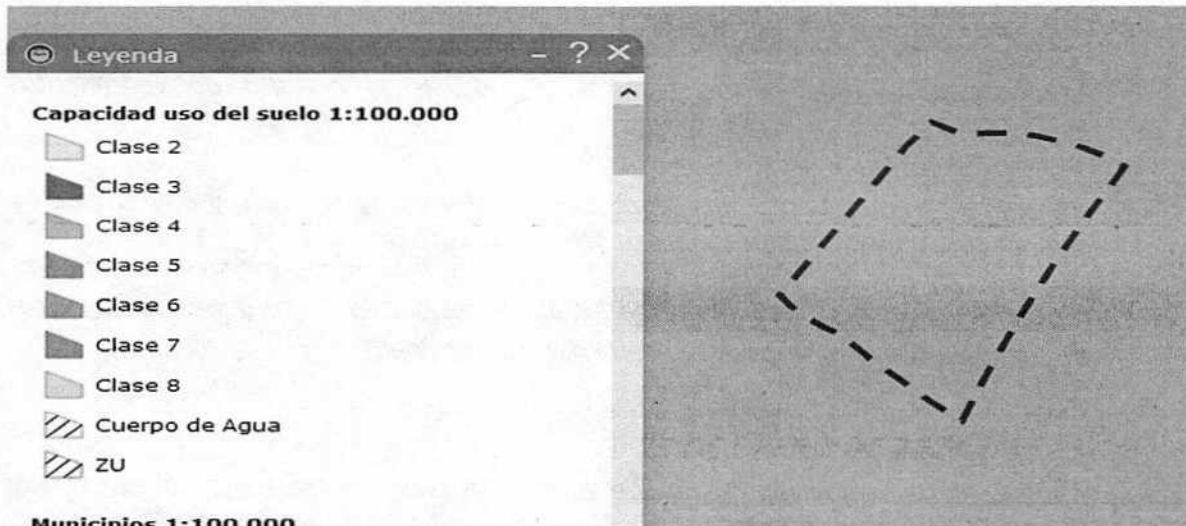 Leyenda
Capacidad uso del suelo 1:100.000
Clase 2
Clase 3
Clase 4
Clase 5
Clase 6
Clase 7
Clase 8
Cuerpo de Agua
ZU
Municipios 1:100.000